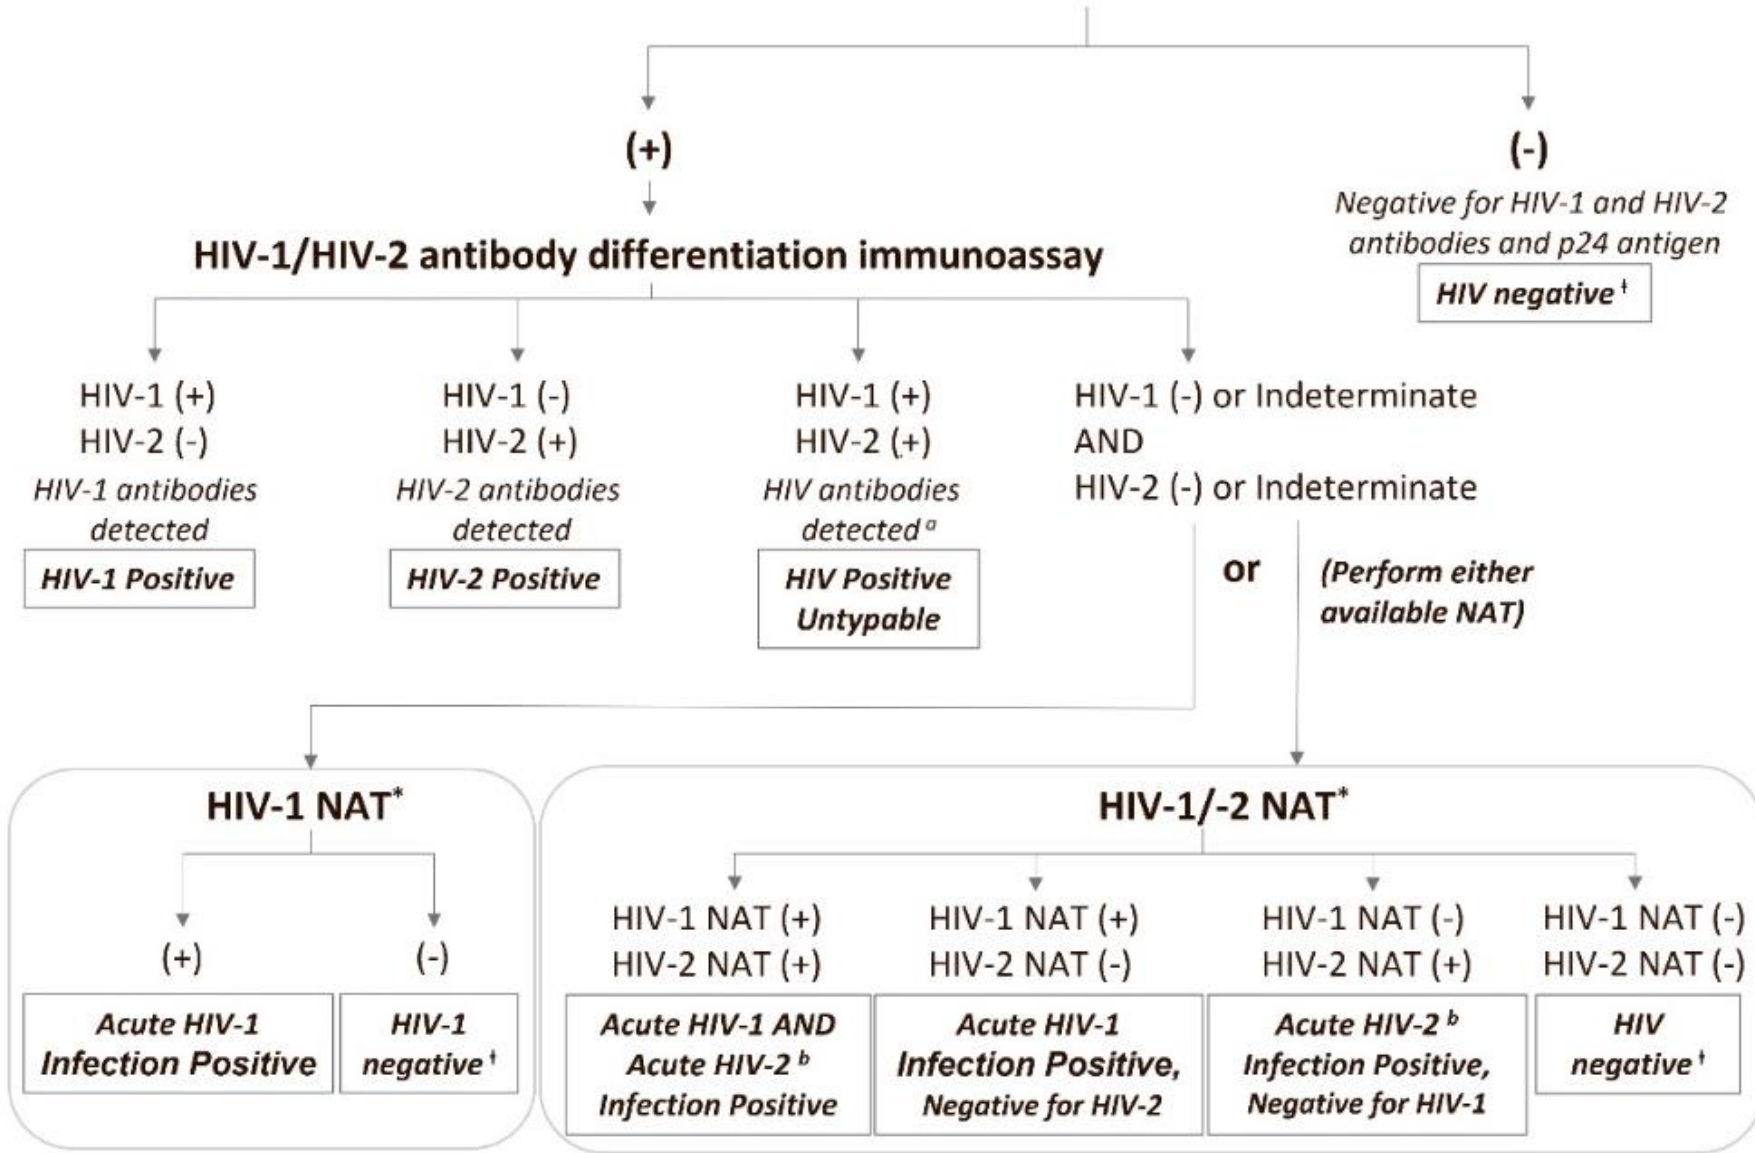 (+)
(-)
Negative for HIV-1 and HIV-2
antibodies and p24 antigen
HIV negative ƚ
HIV-1/HIV-2 antibody differentiation immunoassay
HIV-1 (+)
HIV-2 (-)
HIV-1 antibodies
detected
HIV-1 Positive
HIV-1 (-)
HIV-2 (+)
HIV-2 antibodies
detected
HIV-2 Positive
HIV-1 (+)
HIV-2 (+)
HIV antibodies
detected a
HIV Positive
Untypable
HIV-1 (-) or Indeterminate
AND
HIV-2 (-) or Indeterminate
or
(Perform either
available NAT)
HIV-1 NAT*
(+)
Acute HIV-1
Infection Positive
(-)
HIV-1
negative ƚ
HIV-1/-2 NAT*
HIV-1 NAT (+)
HIV-2 NAT (+)
Acute HIV-1 AND
Acute HIV-2 b
Infection Positive
HIV-1 NAT (+)
HIV-2 NAT (-)
Acute HIV-1
Infection Positive,
Negative for HIV-2
HIV-1 NAT (-)
HIV-2 NAT (+)
Acute HIV-2 b
Infection Positive,
Negative for HIV-1
HIV-1 NAT (-)
HIV-2 NAT (-)
HIV
negative ƚ